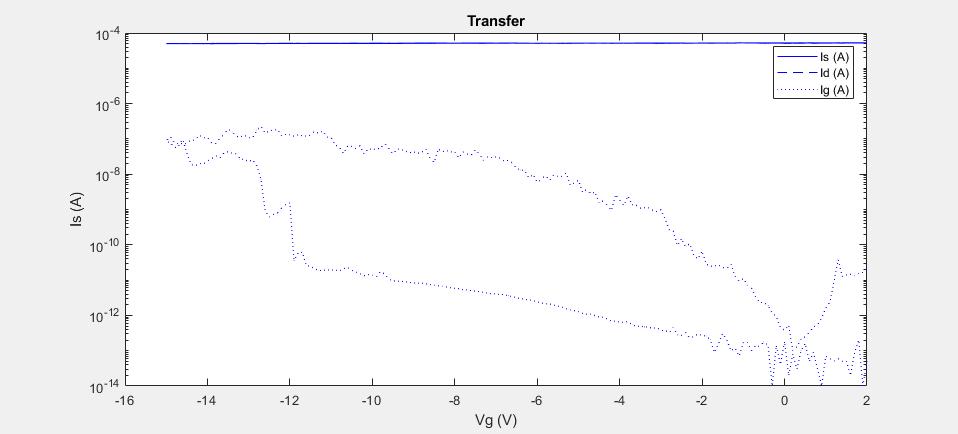 Transfer
10-4
10-6
10-8
10-10
10-12
10-14
Is (A)
-16 -14 -12 -10 -8 -6 -4 -2 0 2
Vg (V)
Is (A)
Id (A)
Ig (A)